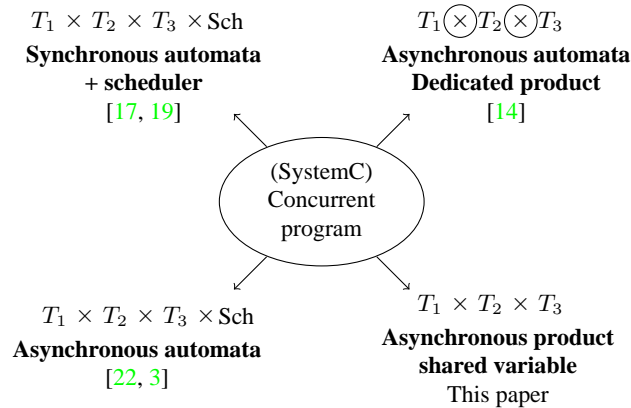 T₁ × T₂ × T₃ × Sch
Synchronous automata
+ scheduler
[17, 19]
T₁ ⊗ T₂ ⊗ T₃
Asynchronous automata
Dedicated product
[14]
(SystemC)
Concurrent
program
T₁ × T₂ × T₃ × Sch
Asynchronous automata
[22, 3]
T₁ × T₂ × T₃
Asynchronous product
shared variable
This paper